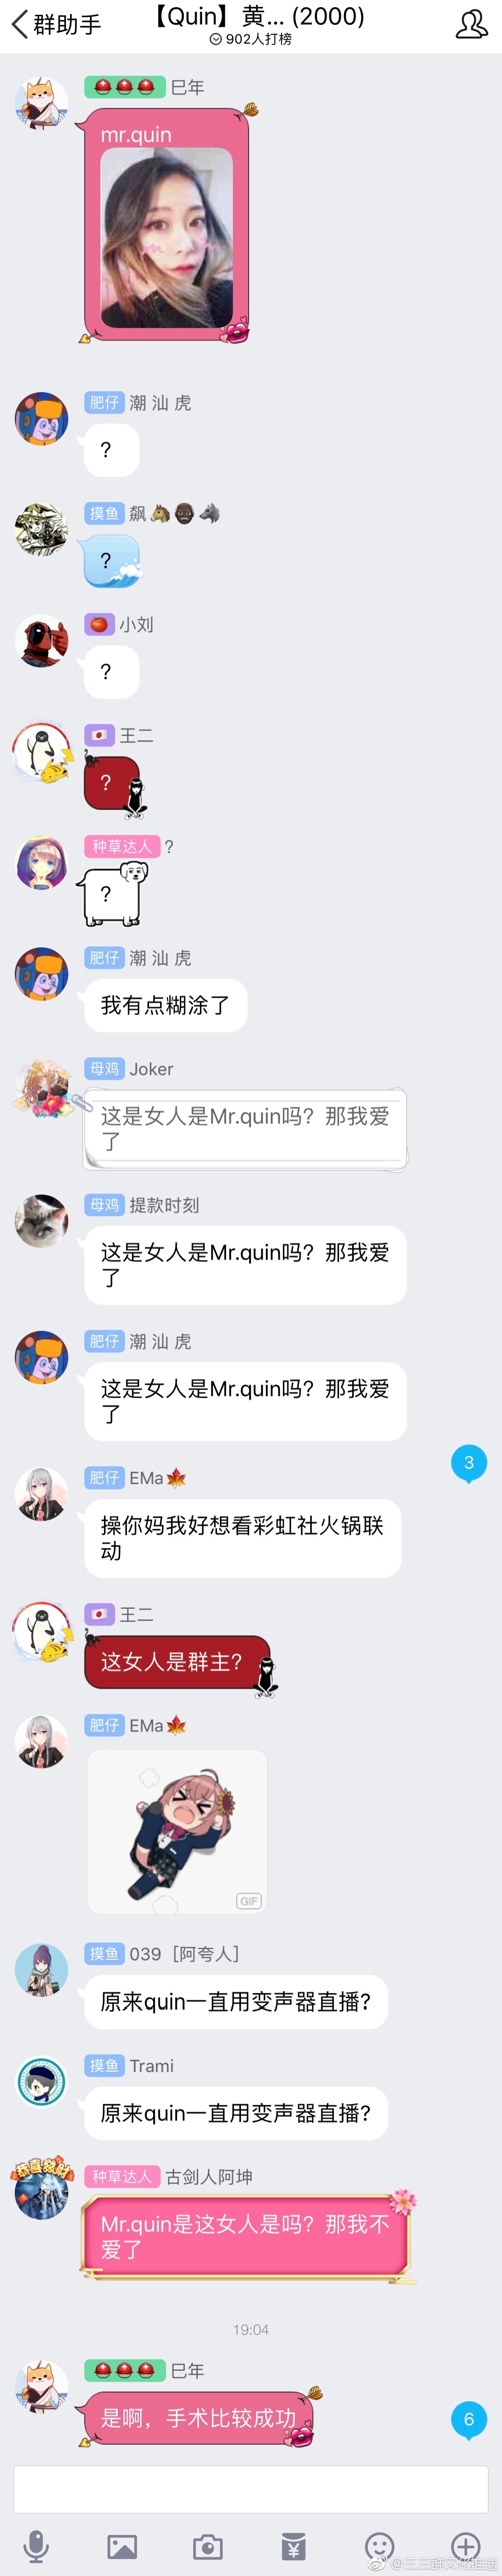 群助手
【Quin】黄... (2000)
902人打榜
巳年
mr.quin
肥仔 潮 汕 虎
?
摸鱼 飙
?
小刘
?
王二
?
种草达人 ?
?
肥仔 潮 汕 虎
我有点糊涂了
母鸡 Joker
这是女人是Mr.quin吗？那我爱
了
母鸡 提款时刻
这是女人是Mr.quin吗？那我爱
了
肥仔 潮 汕 虎
这是女人是Mr.quin吗？那我爱
了
3
肥仔 EMa
操你妈我好想看彩虹社火锅联
动
王二
这女人是群主？
肥仔 EMa
GIF
摸鱼 039［阿夸人］
原来quin一直用变声器直播?
摸鱼 Trami
原来quin一直用变声器直播?
恭喜發財
种草达人 古剑人阿坤
Mr.quin是这女人是吗？那我不
爱了
19:04
巳年
是啊，手术比较成功
6